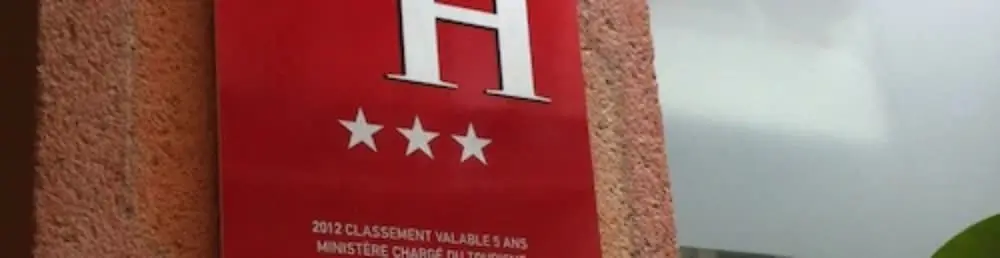 H
2012 CLASSEMENT VALABLE 5 ANS
MINISTÈRE CHARGÉ DU TOURISME